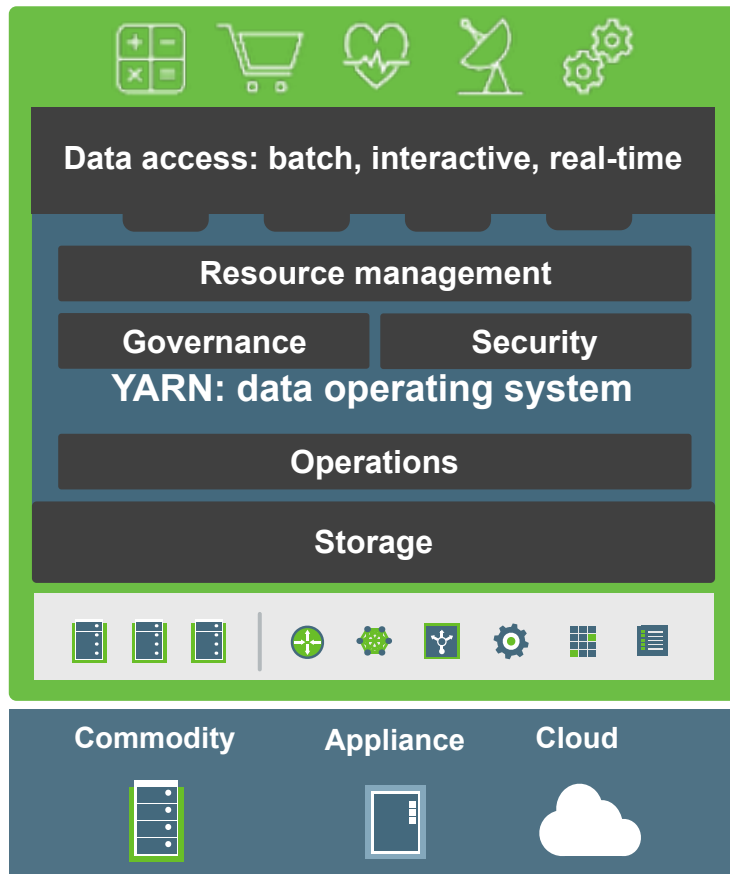 Data access: batch, interactive, real-time
Resource management
Governance
Security
YARN: data operating system
Operations
Storage
Commodity
Appliance
Cloud